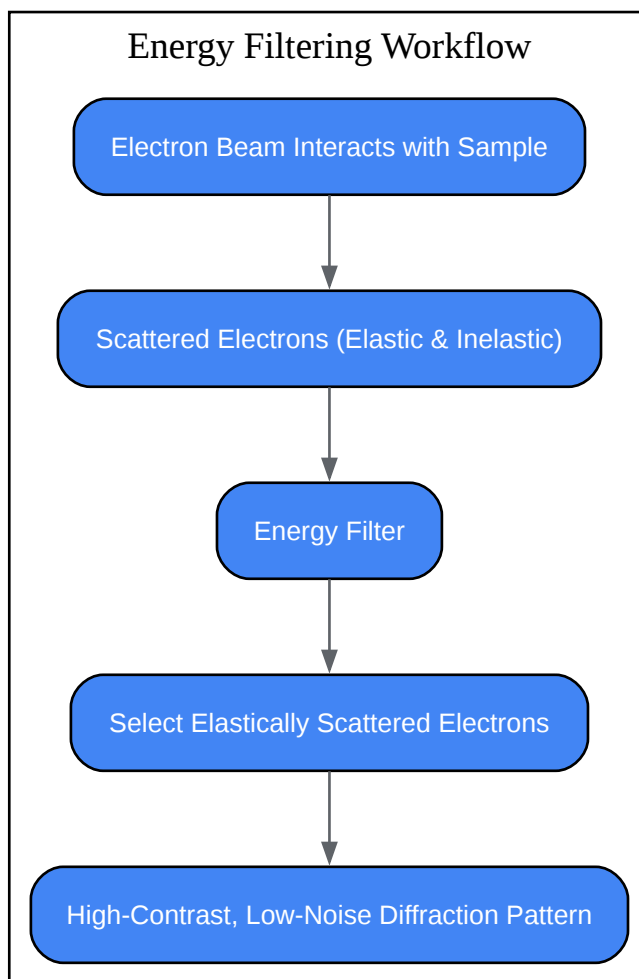 Energy Filtering Workflow
Electron Beam Interacts with Sample
Scattered Electrons (Elastic & Inelastic)
Energy Filter
Select Elastically Scattered Electrons
High-Contrast, Low-Noise Diffraction Pattern